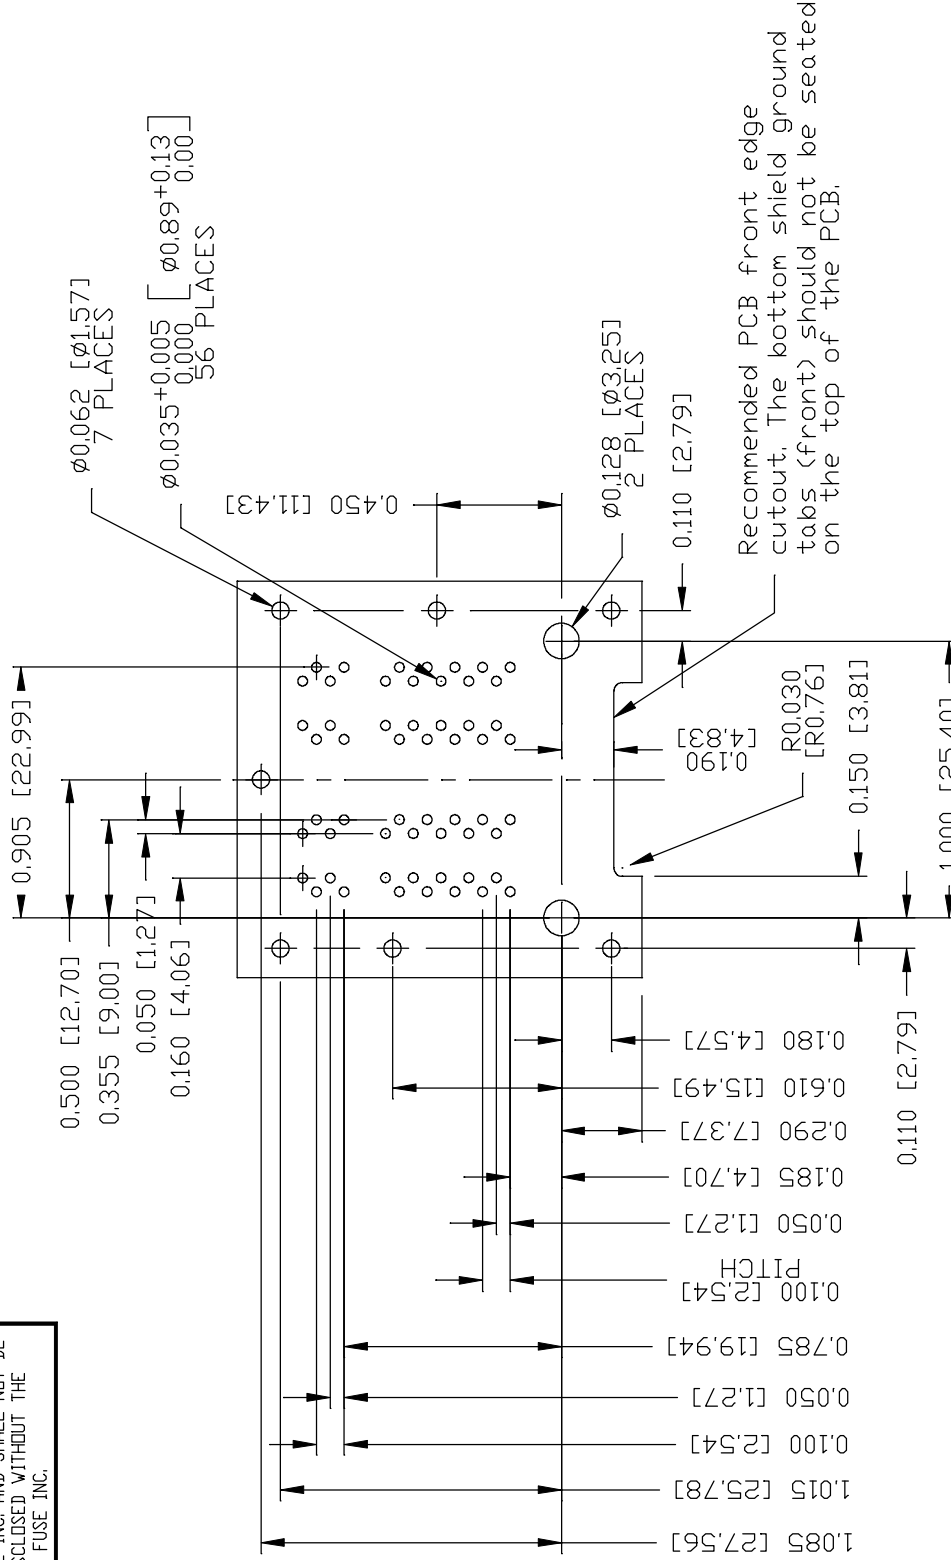 ø0.062 [ø1.57]
7 PLACES
ø0.035+0.005
0.000
[ø0.89+0.13
0.00]
56 PLACES
0.450 [11.43]
ø0.128 [ø3.25]
2 PLACES
0.110 [2.79]
Recommended PCB front edge
cutout. The bottom shield ground
tabs (front) should not be seated
on the top of the PCB.
0.905 [22.99]
0.500 [12.70]
0.355 [9.00]
0.050 [1.27]
0.160 [4.06]
0.190
[4.83]
R0.030
[R0.76]
0.150 [3.81]
1.000 [25.40]
0.110 [2.79]
0.180 [4.57]
0.610 [15.49]
0.290 [7.37]
0.185 [4.70]
0.050 [1.27]
0.100 [2.54]
PITCH
0.785 [19.94]
0.050 [1.27]
0.100 [2.54]
1.015 [25.78]
1.085 [27.56]
INC. AND SHALL NOT BE
WITHOUT THE
FUSE INC.